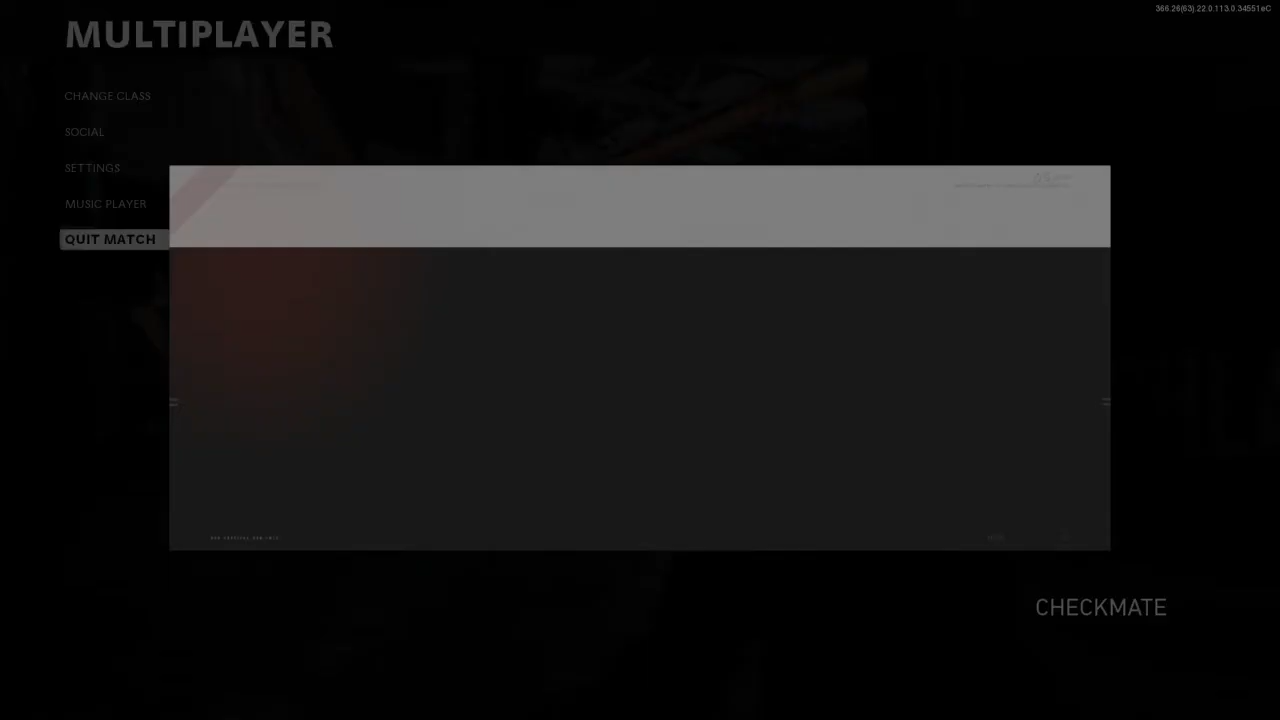 366.26(63).22.0.113.0.34551eC
MULTIPLAYER
CHANGE CLASS
SOCIAL
SETTINGS
MUSIC PLAYER
QUIT MATCH
CHECKMATE